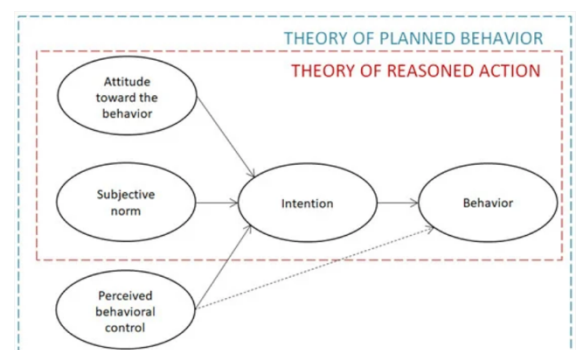 THEORY OF PLANNED BEHAVIOR
THEORY OF REASONED ACTION
Attitude
toward the
behavior
Subjective
norm
Intention
Behavior
Perceived
behavioral
control